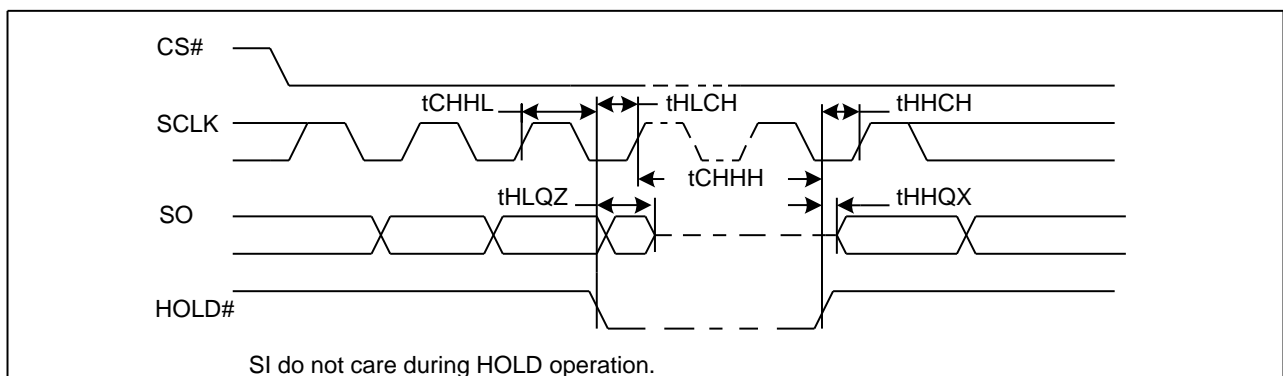 CS#
tCHHL
tHLCH
tHHCH
SCLK
tCHHH
tHLQZ
tHHQX
SO
HOLD#
SI do not care during HOLD operation.